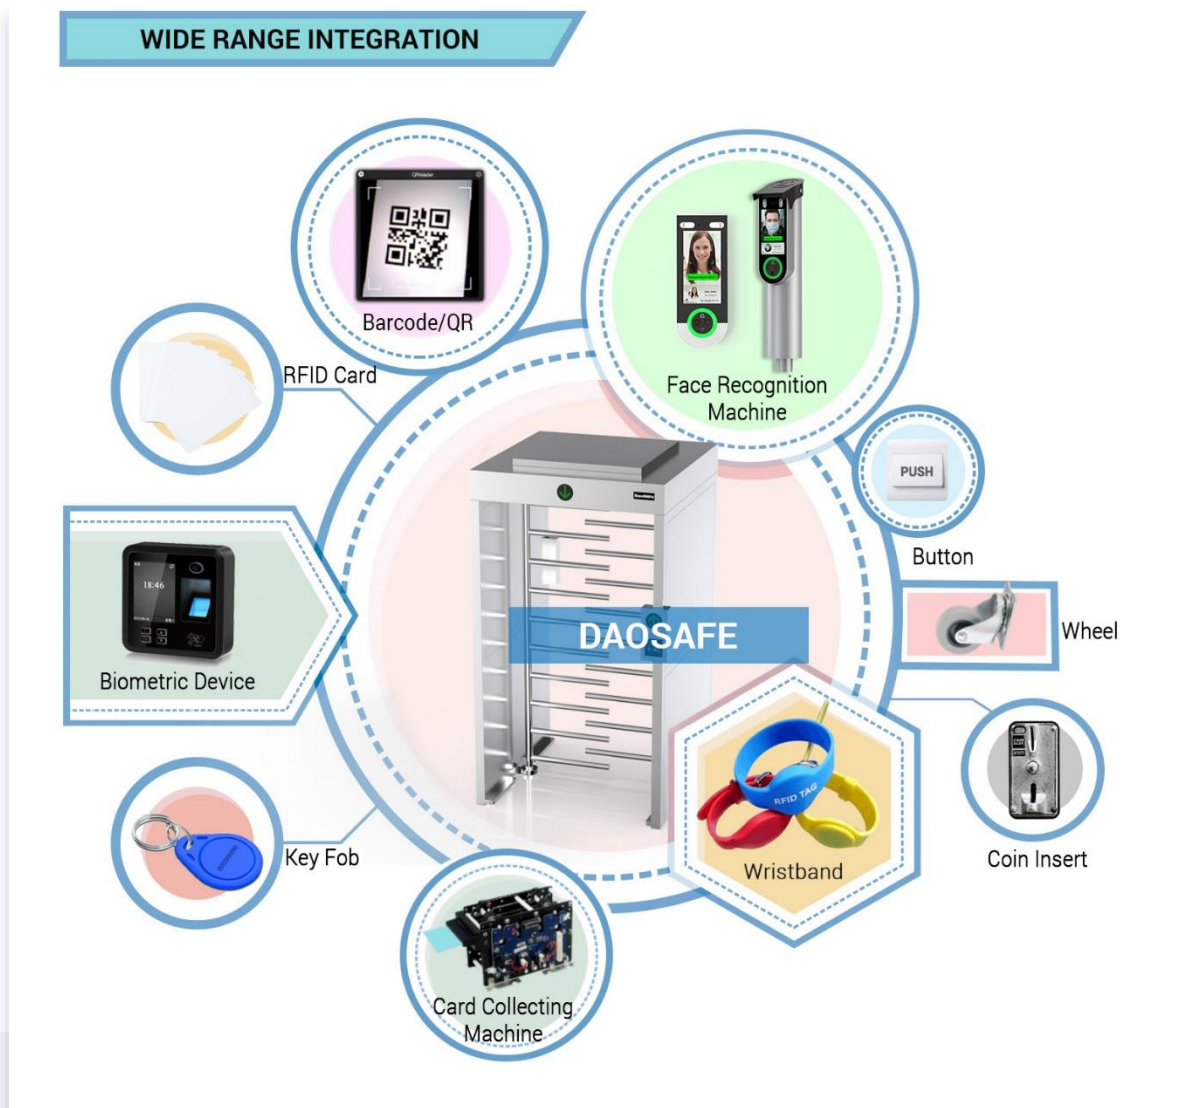 WIDE RANGE INTEGRATION
QRreader
Barcode/QR
Face Recognition
Machine
RFID Card
PUSH
Button
18:46
Biometric Device
DAOSAFE
Wheel
RFID TAG
Wristband
Coin Insert
Key Fob
Card Collecting
Machine